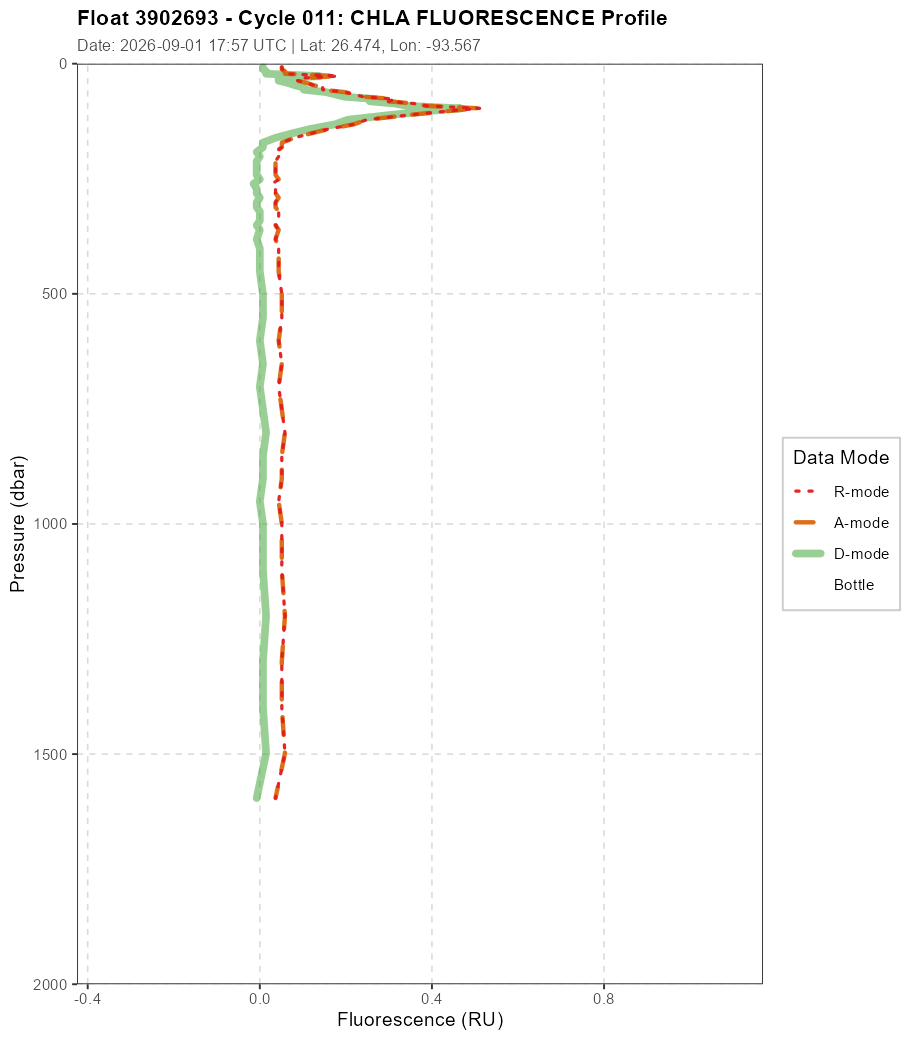 Float 3902693 - Cycle 011: CHLA FLUORESCENCE Profile
Date: 2026-09-01 17:57 UTC | Lat: 26.474, Lon: -93.567
0
500
1000
1500
2000
Pressure (dbar)
-0.4
0.0
0.4
0.8
Fluorescence (RU)
Data Mode
R-mode
A-mode
D-mode
Bottle